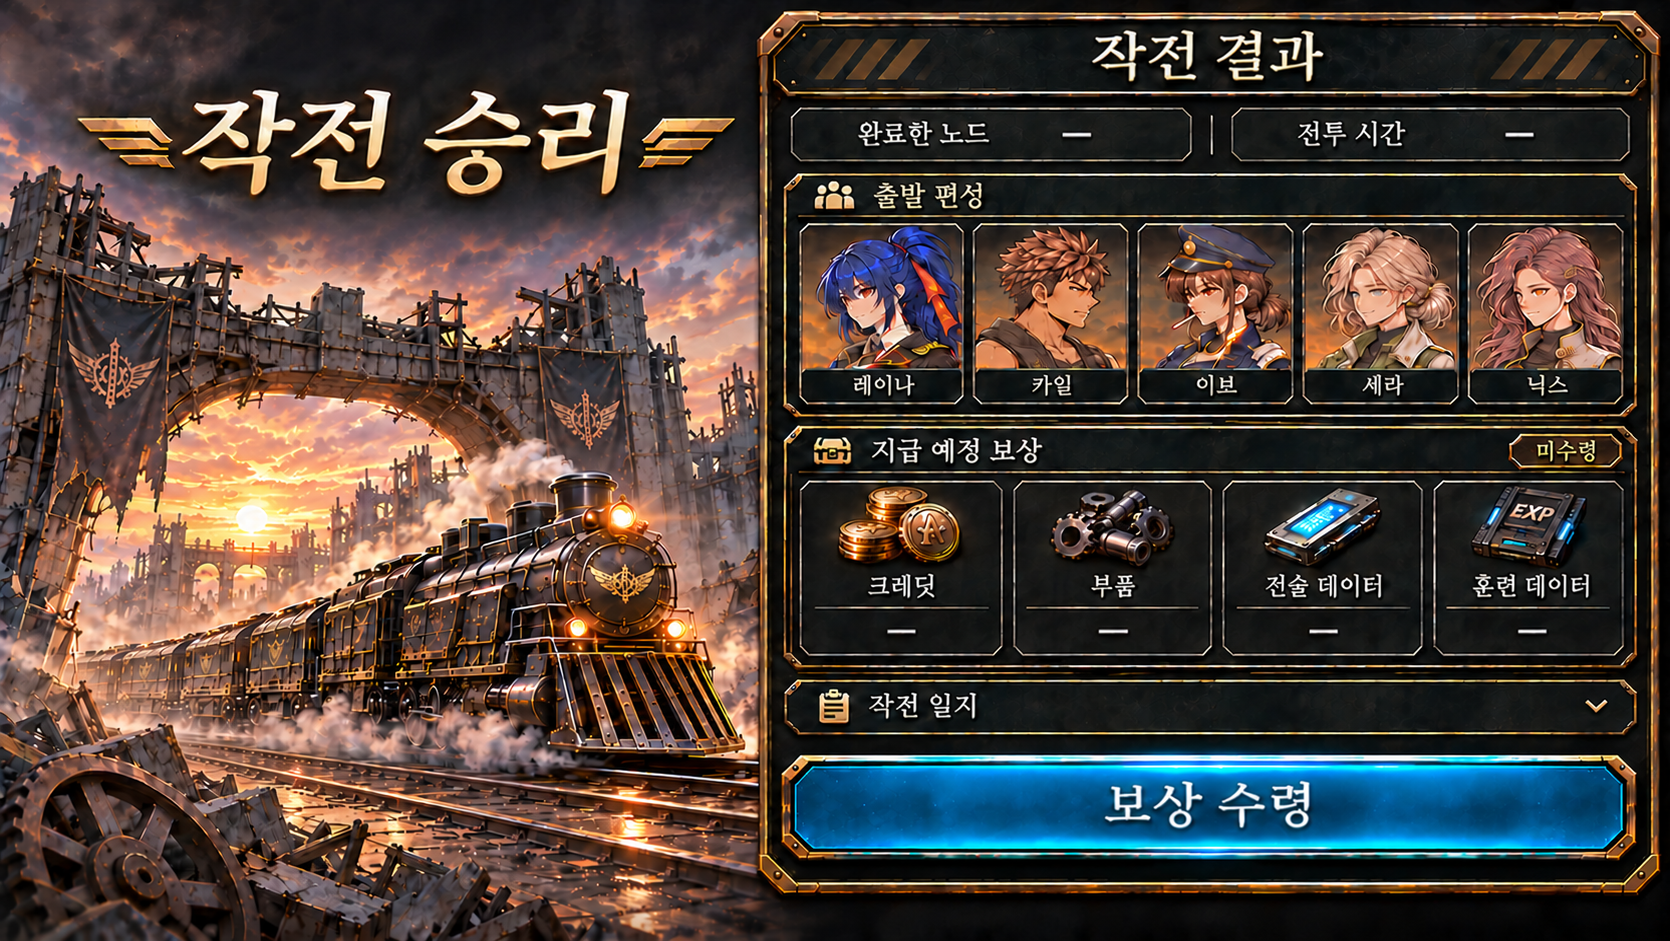 작전 승리
작전 결과
완료한 노드 —
전투 시간 —
출발 편성
레이나
카일
이보
세라
닉스
지급 예정 보상
미수령
EXP
크레딧
부품
전술 데이터
훈련 데이터
—
—
—
—
작전 일지
보상 수령